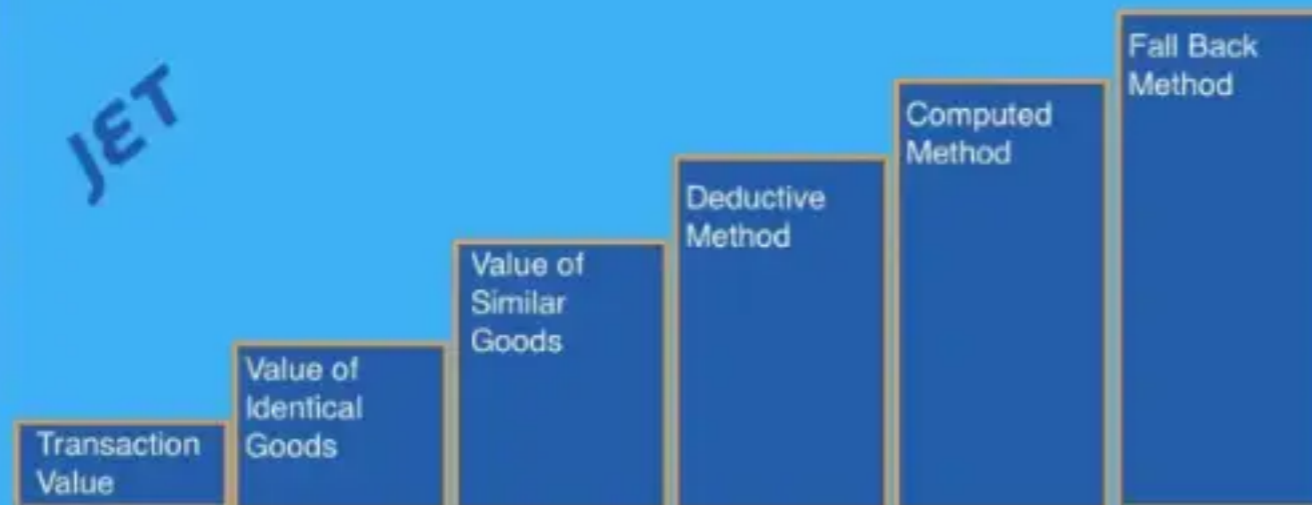 JET
Transaction
Value
Value of
Identical
Goods
Value of
Similar
Goods
Deductive
Method
Computed
Method
Fall Back
Method